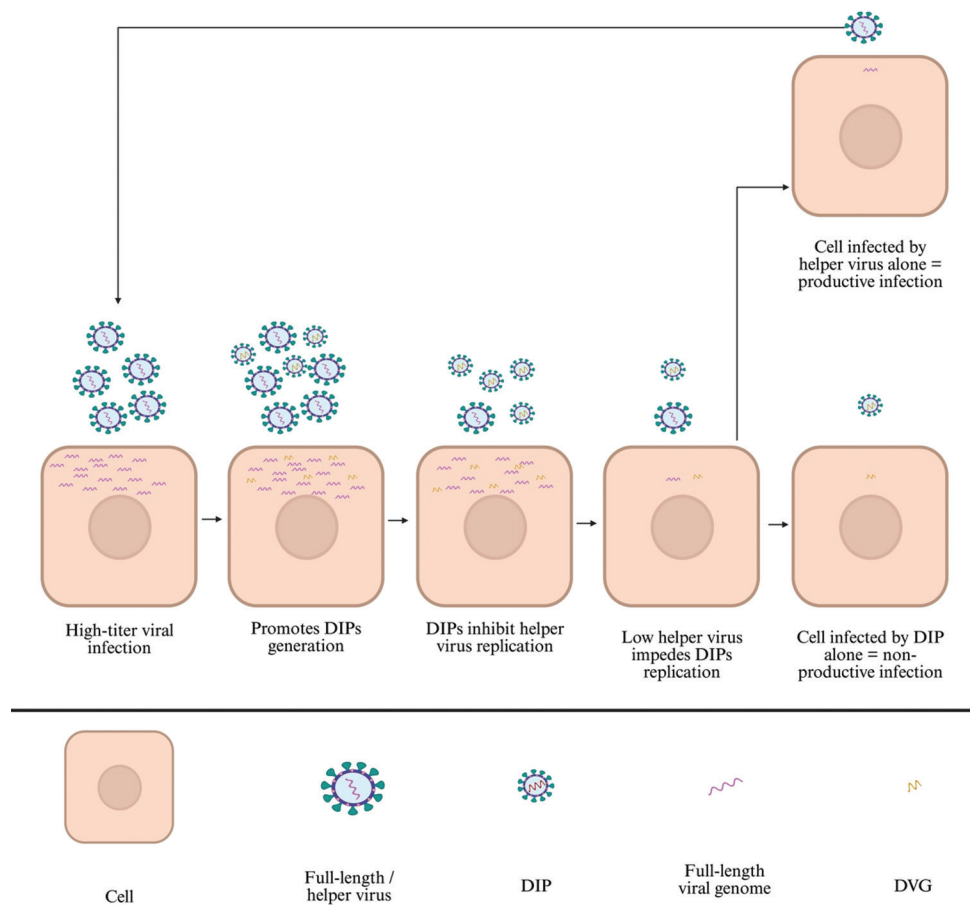 Cell infected by
helper virus alone =
productive infection
High-titer viral
infection
Promotes DIPs
generation
DIPs inhibit helper
virus replication
Low helper virus
impedes DIPs
replication
Cell infected by DIP
alone = non-
productive infection
Cell
Full-length /
helper virus
DIP
Full-length
viral genome
DVG